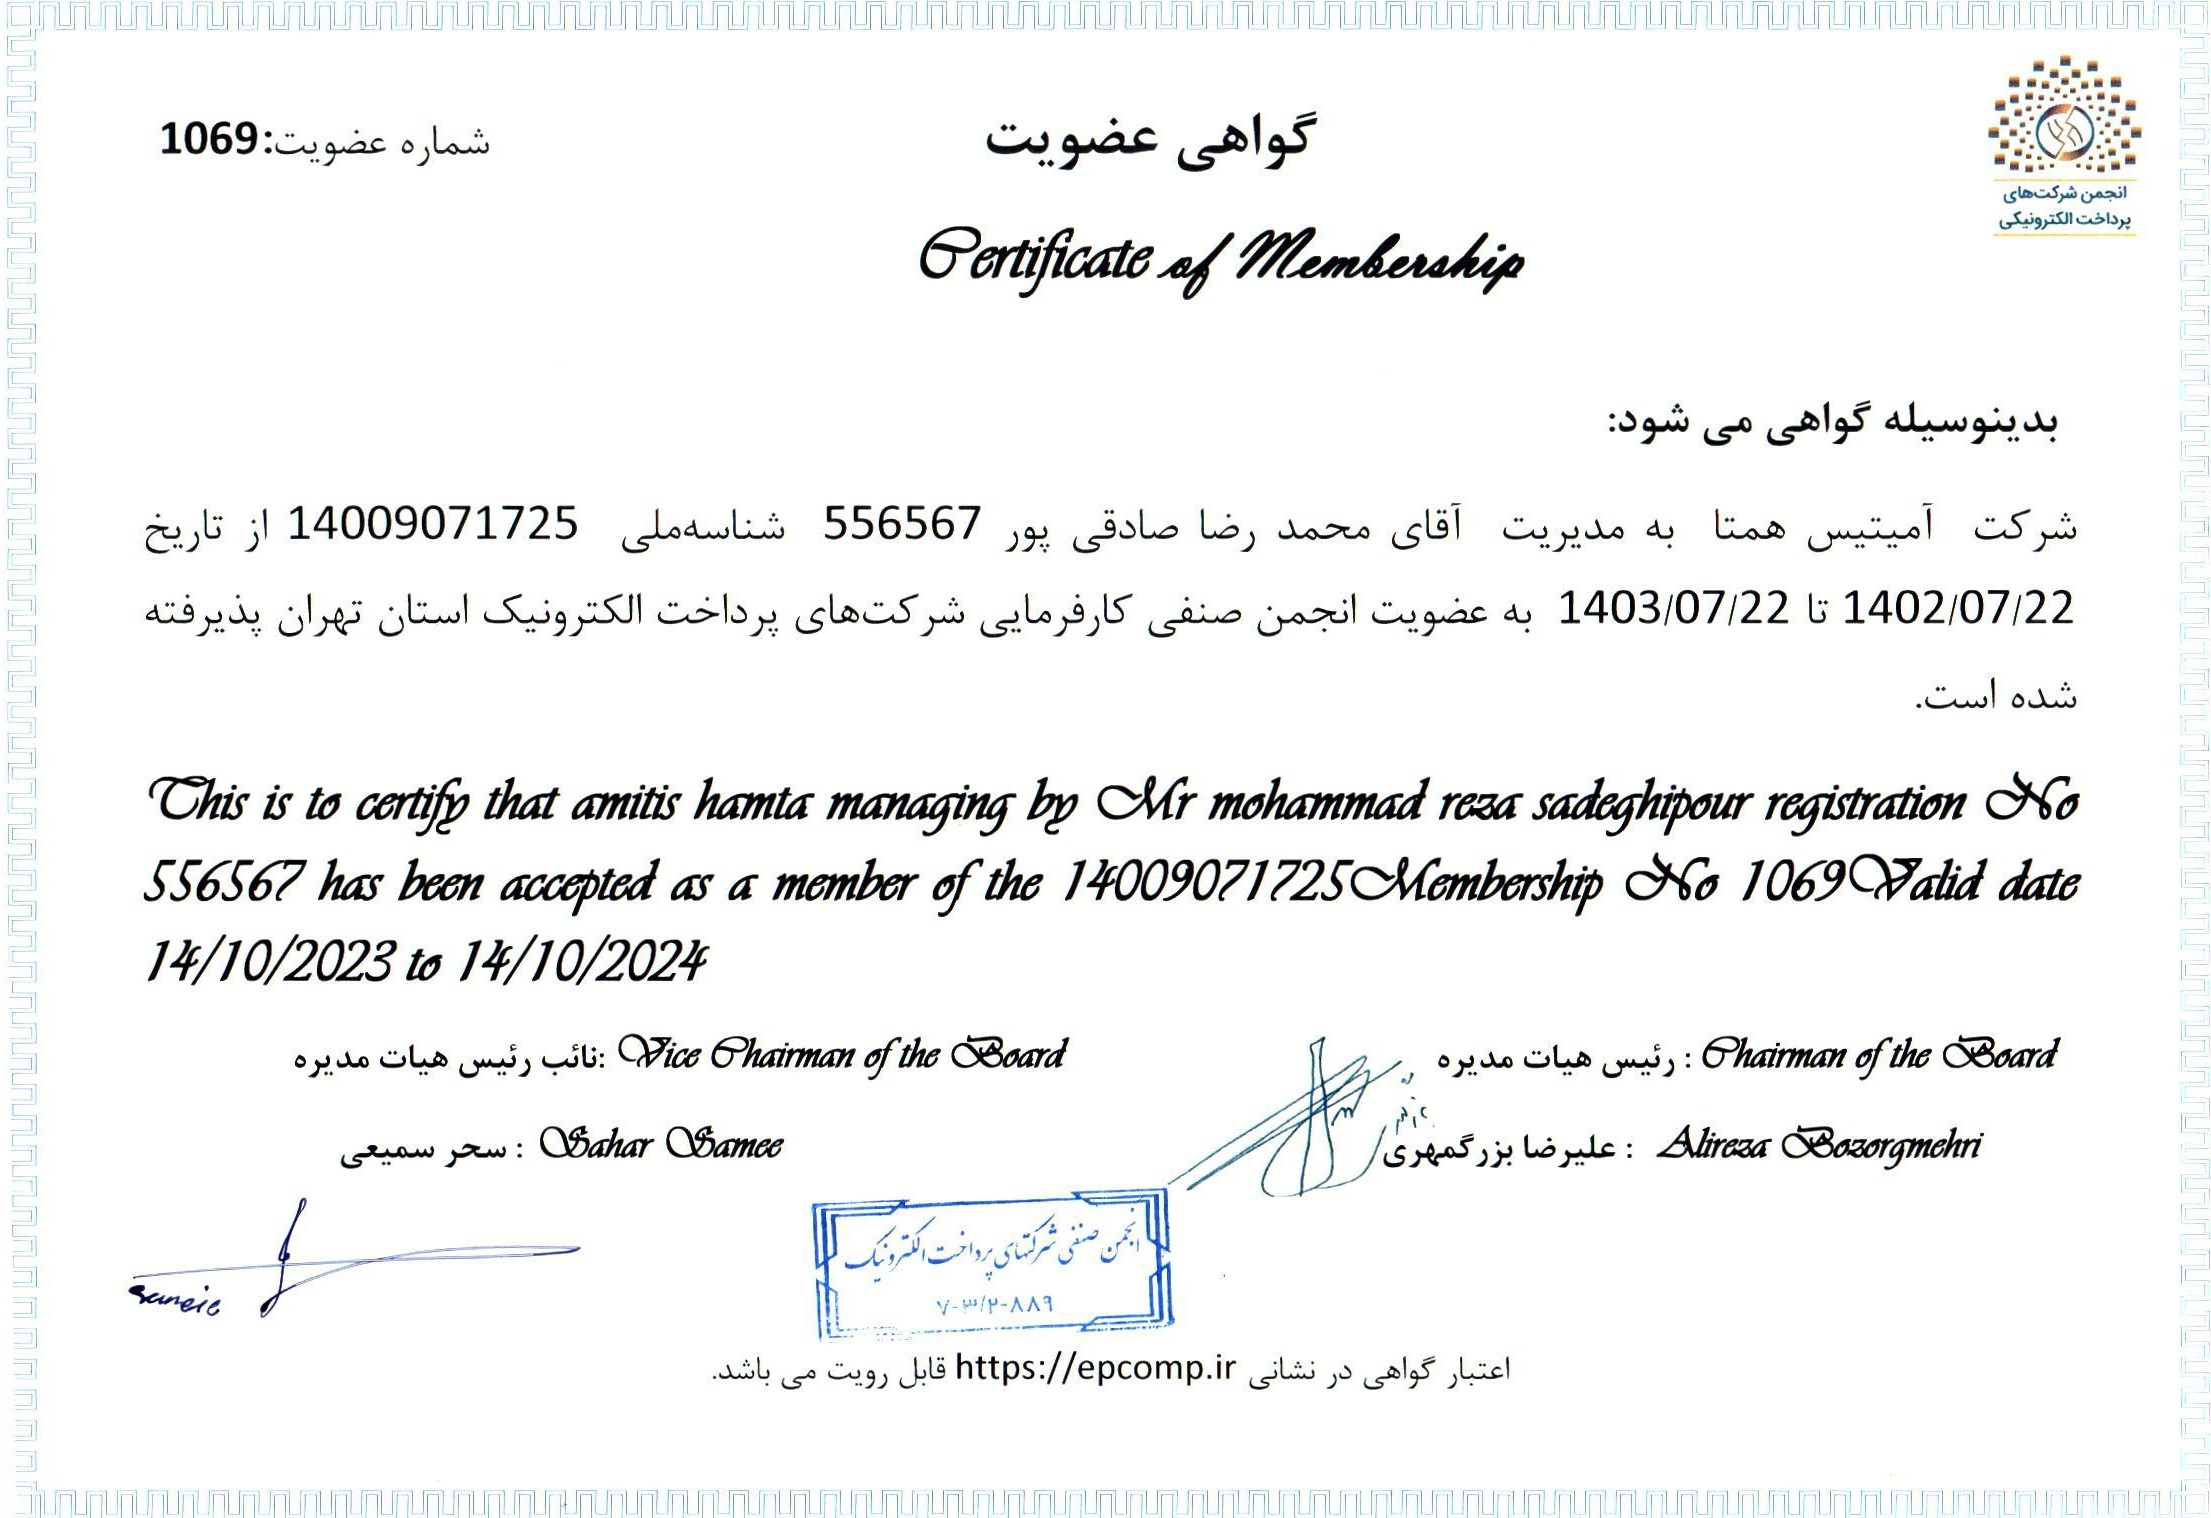 انجمن شرکت‌های
پرداخت الکترونیکی
گواهی عضویت
شماره عضویت:1069
Certificate of Membership
بدینوسیله گواهی می شود:
شرکت آمیتیس همتا به مدیریت آقای محمد رضا صادقی پور 556567 شناسه‌ملی 14009071725 از تاریخ
1402/07/22 تا 1403/07/22 به عضویت انجمن صنفی کارفرمایی شرکت‌های پرداخت الکترونیک استان تهران پذیرفته
شده است.
This is to certify that amitis hamta managing by Mr mohammad reza sadeghipour registration No
556567 has been accepted as a member of the 14009071725Membership No 1069Valid date
14/10/2023 to 14/10/2024
رئیس هیات مدیره : Chairman of the Board
نائب رئیس هیات مدیره: Vice Chairman of the Board
علیرضا بزرگمهری : Alireza Bozorgmehri
سحر سمیعی : Sahar Samee
انجمن صنفی شرکتهای پرداخت الکترونیک
۷-۳/۲-۸۸۹
اعتبار گواهی در نشانی https://epcomp.ir قابل رویت می باشد.